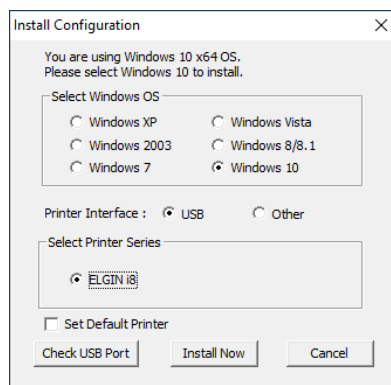 Install Configuration
You are using Windows 10 x64 OS.
Please select Windows 10 to install.
Select Windows OS
Windows XP Windows Vista
Windows 2003 Windows 8/8.1
Windows 7 Windows 10
Printer Interface : USB Other
Select Printer Series
ELGIN i8
Set Default Printer
Check USB Port Install Now Cancel